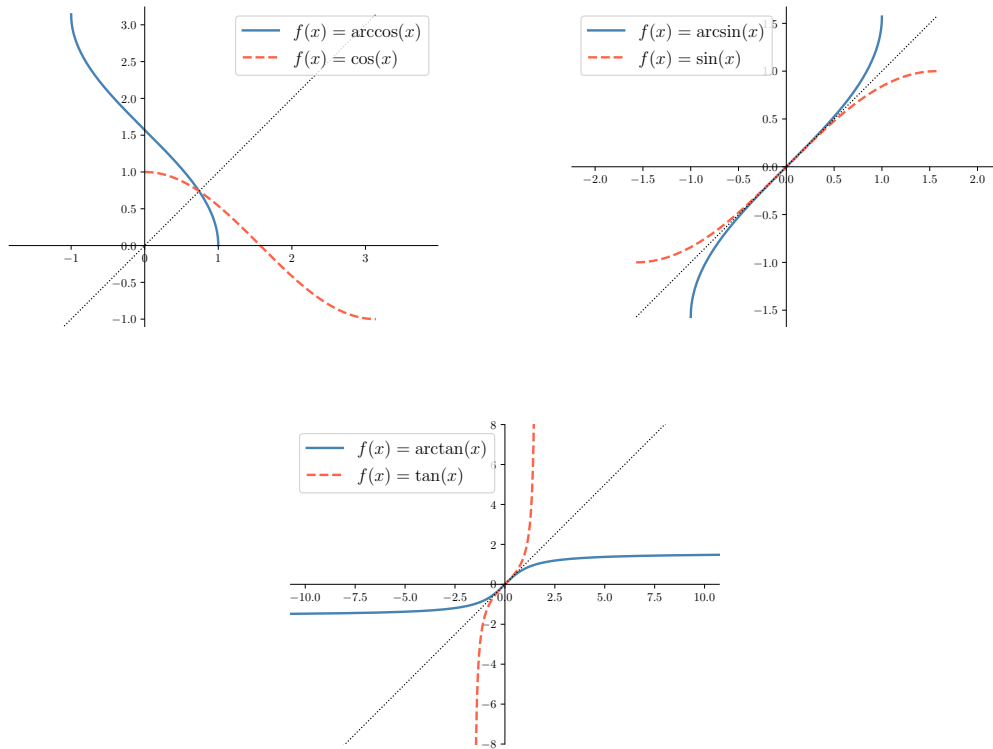 f(x) = arccos(x)
f(x) = cos(x)
3.0
2.5
2.0
1.5
1.0
0.5
0.0
−0.5
−1.0
−1 0 1 2 3
f(x) = arcsin(x)
f(x) = sin(x)
1.5
1.0
0.5
0.0
−0.5
−1.0
−1.5
−2.0 −1.5 −1.0 −0.5 0.0 0.5 1.0 1.5 2.0
f(x) = arctan(x)
f(x) = tan(x)
8
6
4
2
0
−2
−4
−6
−8
−10.0 −7.5 −5.0 −2.5 0.0 2.5 5.0 7.5 10.0